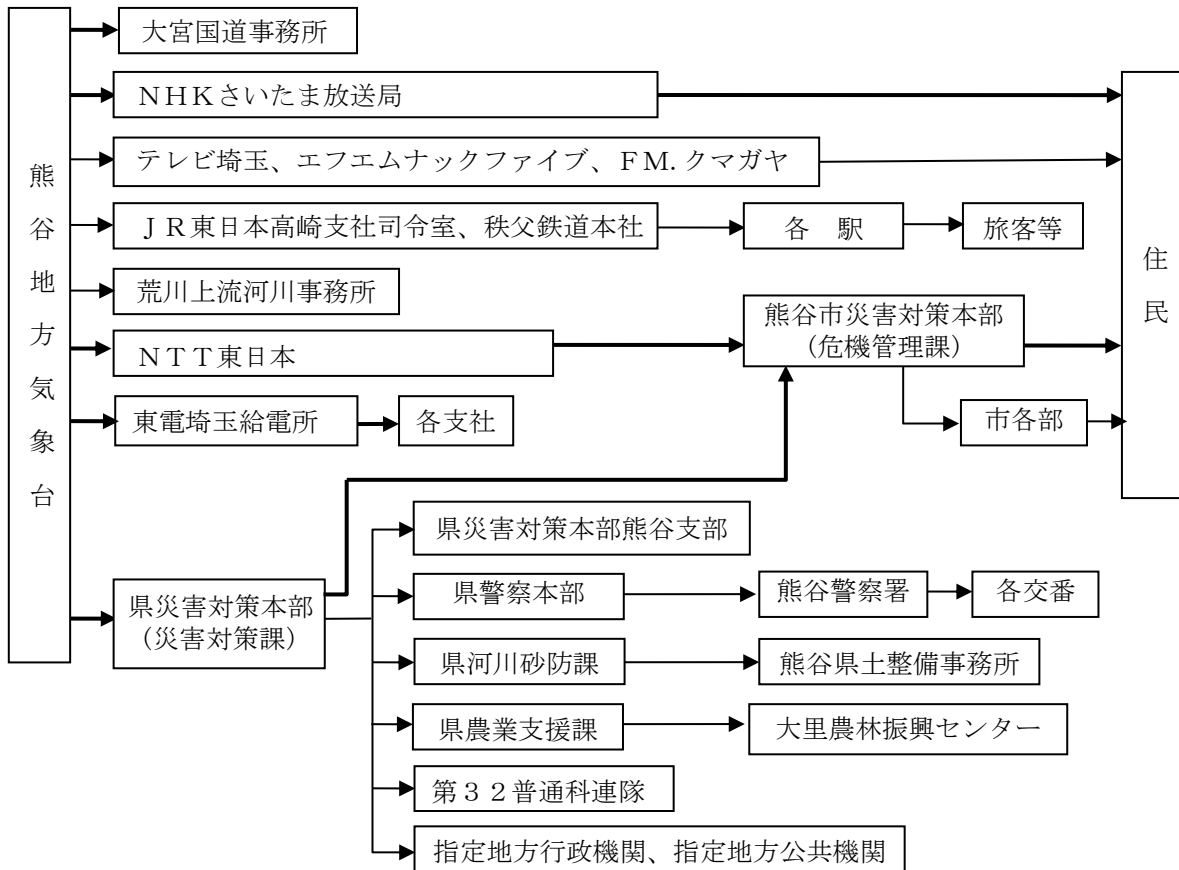 熊谷地方気象台
大宮国道事務所
ＮＨＫさいたま放送局
テレビ埼玉、エフエムナックファイブ、ＦＭ.クマガヤ
ＪＲ東日本高崎支社司令室、秩父鉄道本社
各　駅
旅客等
荒川上流河川事務所
ＮＴＴ東日本
熊谷市災害対策本部
（危機管理課）
東電埼玉給電所
各支社
市各部
住民
県災害対策本部
（災害対策課）
県災害対策本部熊谷支部
県警察本部
熊谷警察署
各交番
県河川砂防課
熊谷県土整備事務所
県農業支援課
大里農林振興センター
第３２普通科連隊
指定地方行政機関、指定地方公共機関